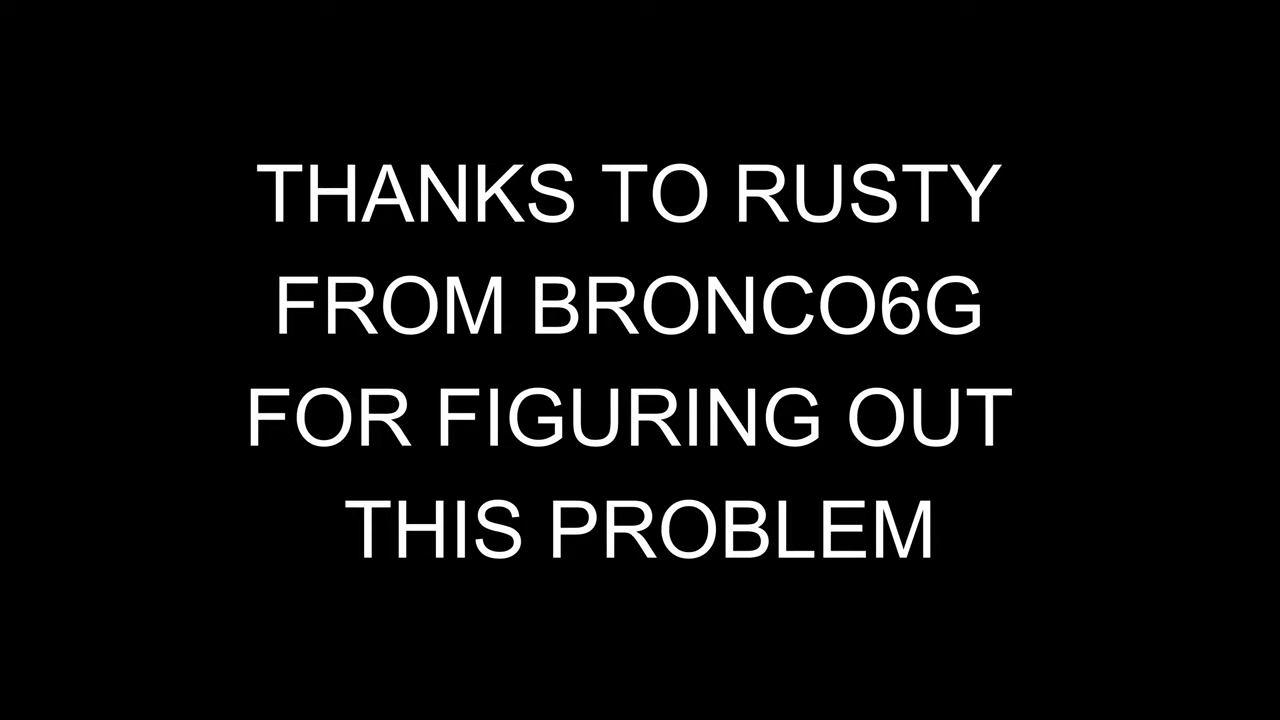 THANKS TO RUSTY
FROM BRONCO6G
FOR FIGURING OUT
THIS PROBLEM